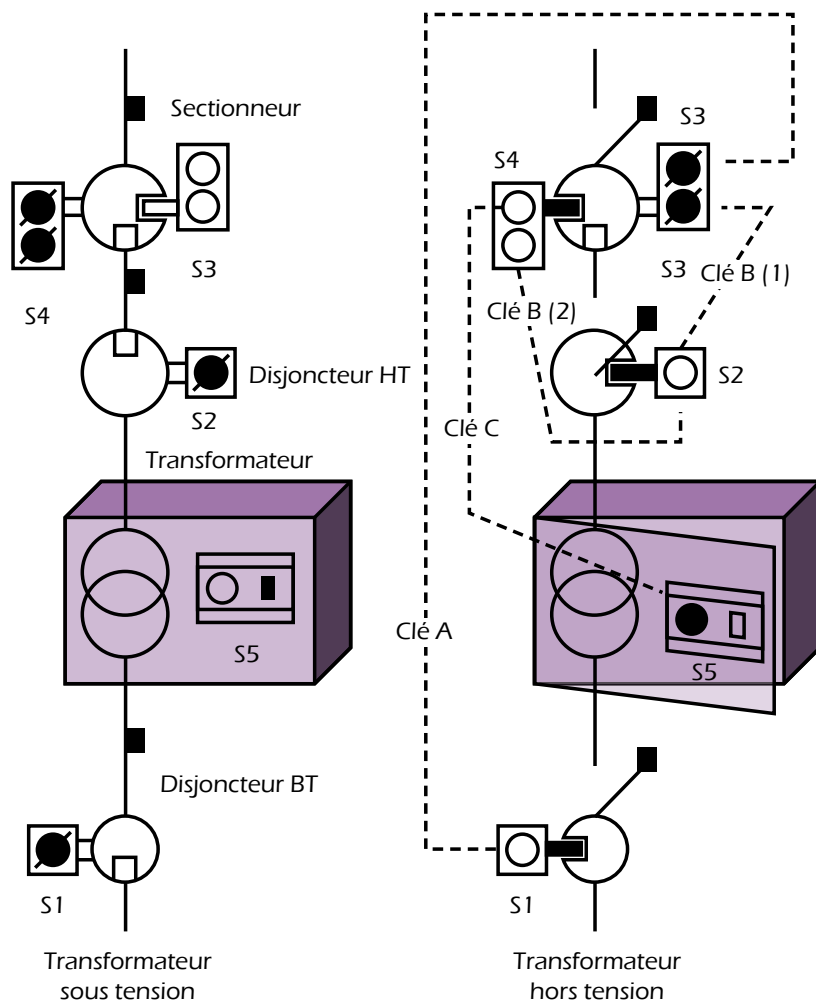 Sectionneur
S3
S4
Disjoncteur HT
S2
Transformateur
S5
Disjoncteur BT
S1
Transformateur
sous tension
S3
S4
S3
Clé B (1)
Clé B (2)
S2
Clé C
Clé A
S5
S1
Transformateur
hors tension